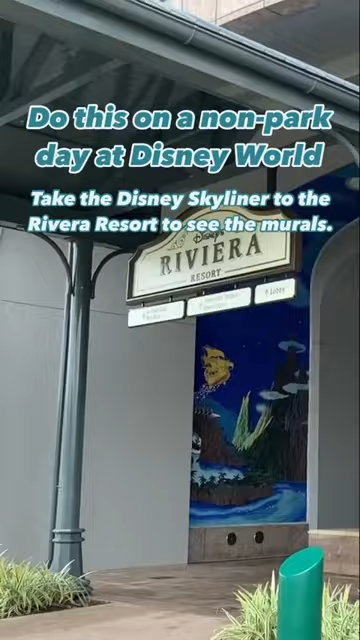 Do this on a non-park
day at Disney World
Take the Disney Skyliner to the
Rivera Resort to see the murals.
Disney's
RIVIERA
RESORT
Lobby